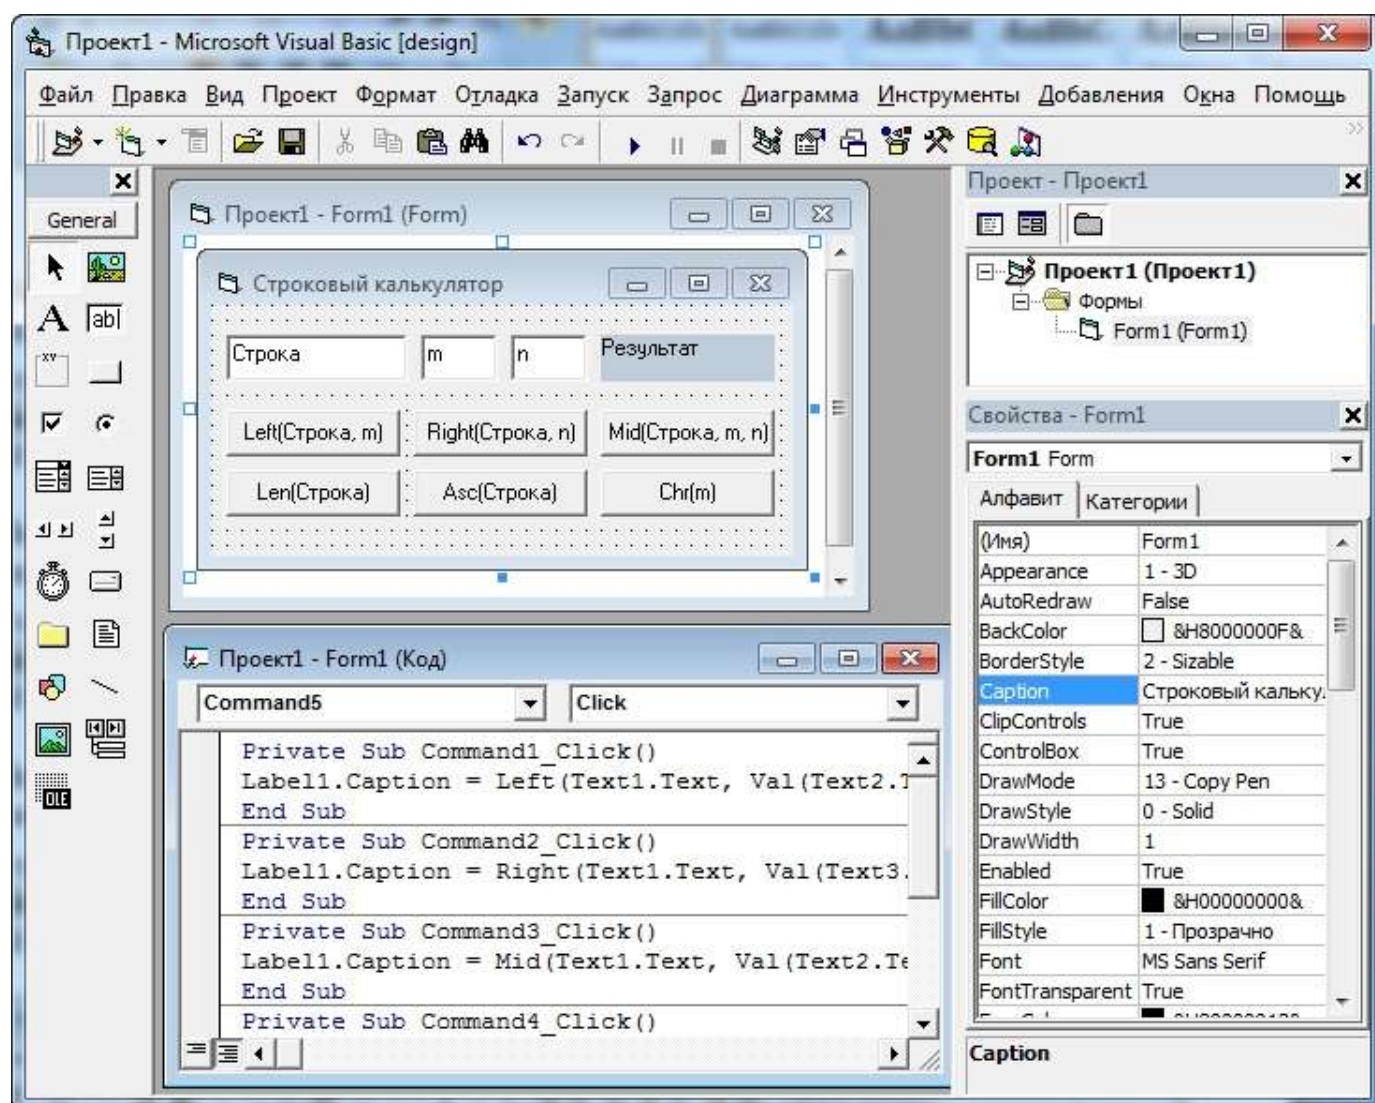 Проект1 - Microsoft Visual Basic [design]
Файл Правка Вид Проект Формат Отладка Запуск Запрос Диаграмма Инструменты Добавления Окна Помощь
General
A
ab
xv
OLE
Проект1 - Form1 (Form)
Строковый калькулятор
Строка m n Результат
Left(Строка, m) Right(Строка, n) Mid(Строка, m, n)
Len(Строка) Asc(Строка) Chr(m)
Проект1 - Form1 (Код)
Command5 Click
Private Sub Command1_Click()
Label1.Caption = Left(Text1.Text, Val(Text2.
End Sub
Private Sub Command2_Click()
Label1.Caption = Right(Text1.Text, Val(Text3.
End Sub
Private Sub Command3_Click()
Label1.Caption = Mid(Text1.Text, Val(Text2.Te
End Sub
Private Sub Command4_Click()
Проект - Проект1
Проект1 (Проект1)
Формы
Form1 (Form1)
Свойства - Form1
Form1 Form
Алфавит Категории
(Имя) Form1
Appearance 1 - 3D
AutoRedraw False
BackColor &H8000000F&
BorderStyle 2 - Sizable
Caption Строковый кальку
ClipControls True
ControlBox True
DrawMode 13 - Copy Pen
DrawStyle 0 - Solid
DrawWidth 1
Enabled True
FillColor &H00000000&
FillStyle 1 - Прозрачно
Font MS Sans Serif
FontTransparent True
Caption